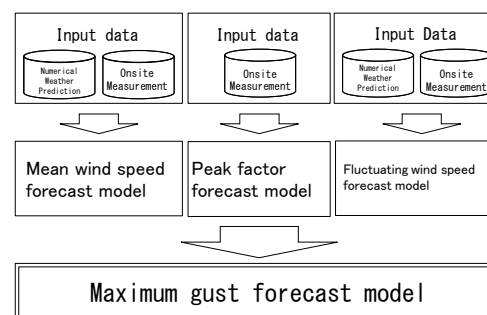 Input data
Numerical
Weather
Prediction
Onsite
Measurement
Input data
Onsite
Measurement
Input Data
Numerical
Weather
Prediction
Onsite
Measurement
Mean wind speed
forecast model
Peak factor
forecast model
Fluctuating wind speed
forecast model
Maximum gust forecast model